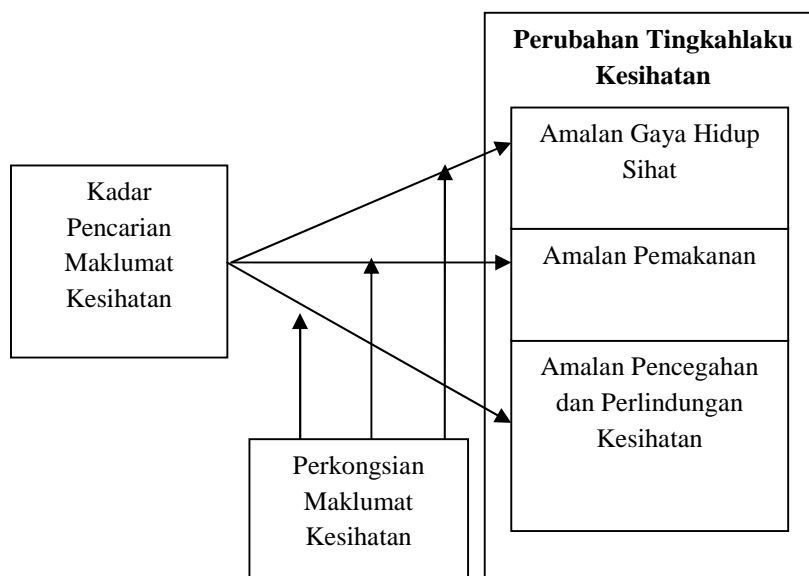 Perubahan Tingkahlaku
Kesihatan
Amalan Gaya Hidup
Sihat
Kadar
Pencarian
Maklumat
Kesihatan
Amalan Pemakanan
Amalan Pencegahan
dan Perlindungan
Kesihatan
Perkongsian
Maklumat
Kesihatan